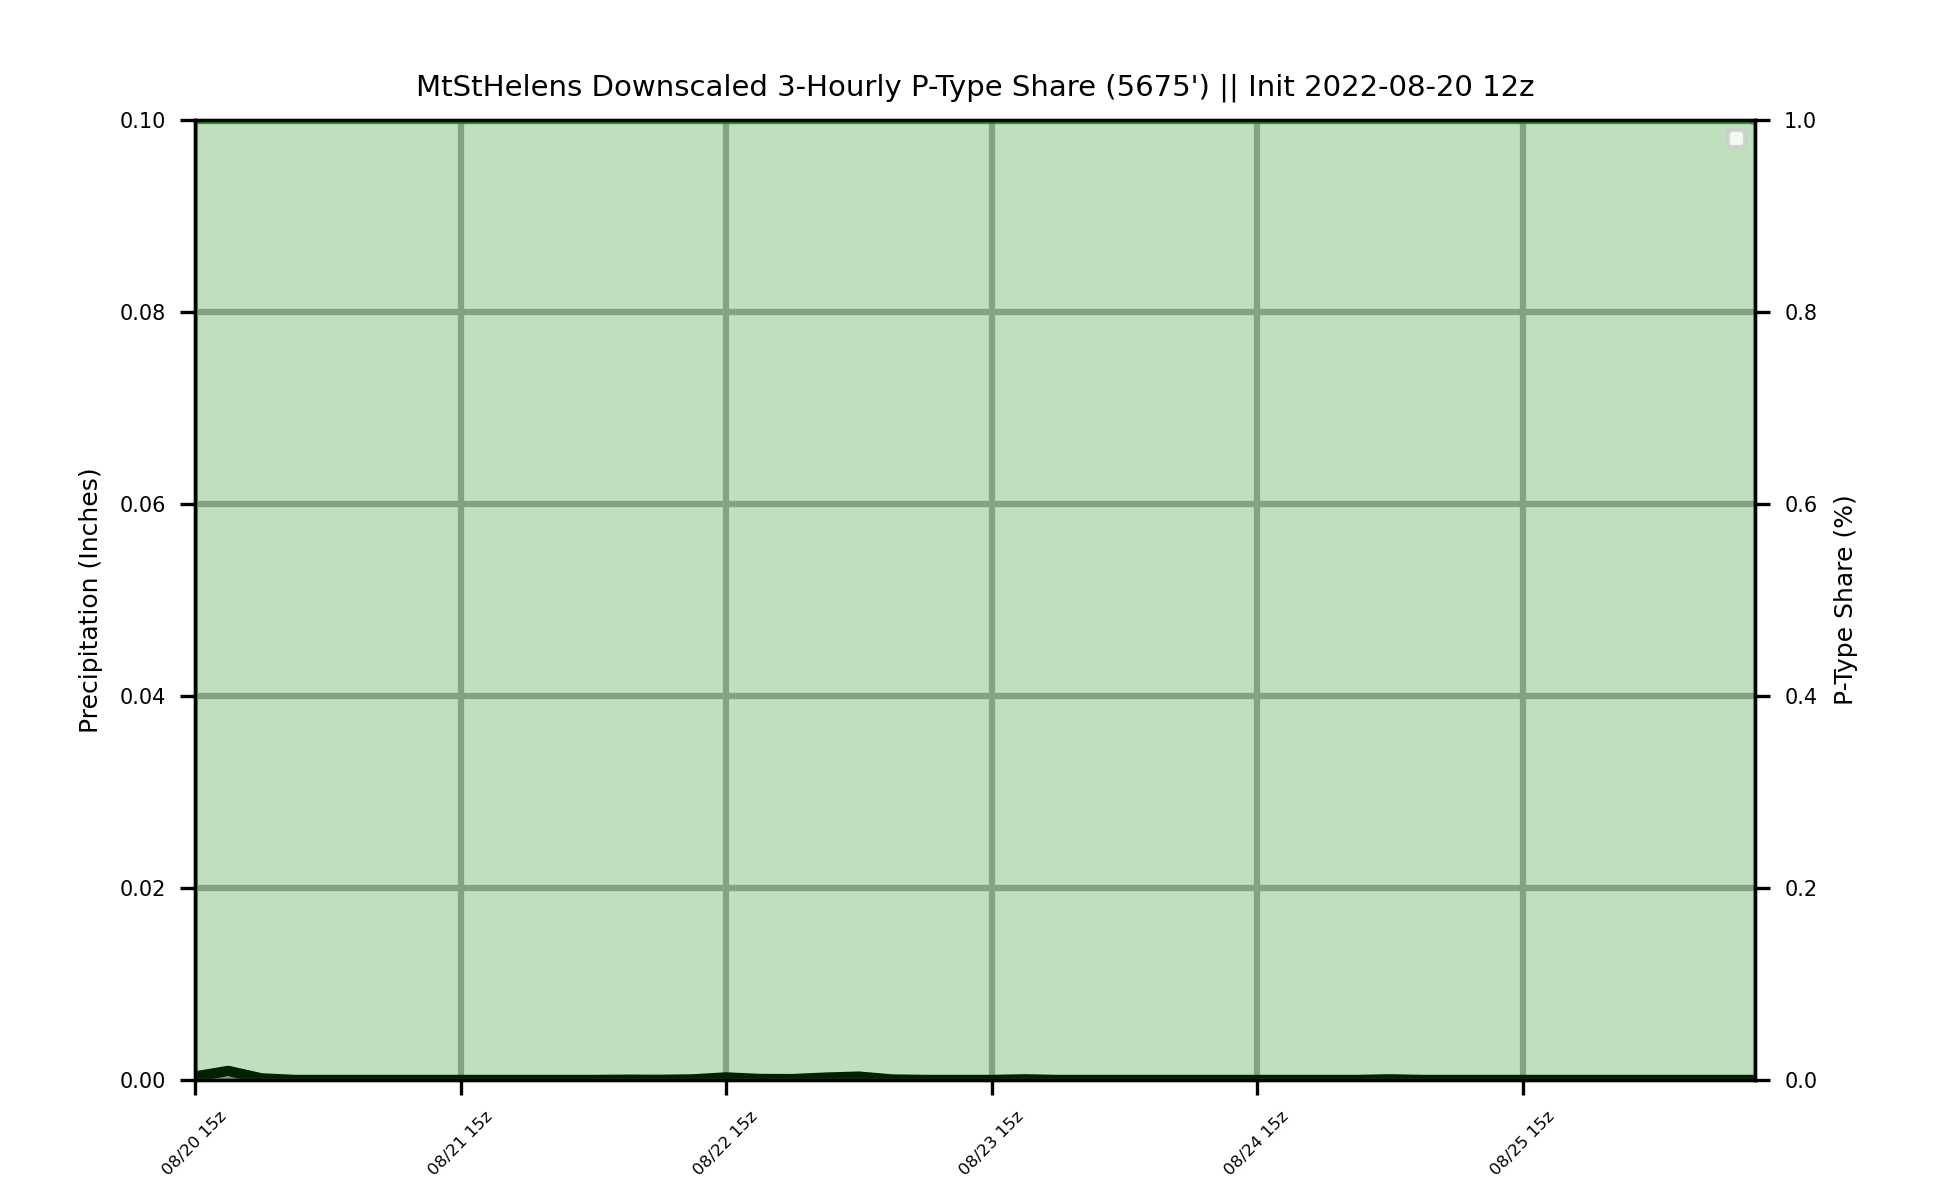 MtStHelens Downscaled 3-Hourly P-Type Share (5675') || Init 2022-08-20 12z
Precipitation (Inches)
0.10
0.08
0.06
0.04
0.02
0.00
1.0
0.8
0.6
0.4
0.2
0.0
P-Type Share (%)
08/20 15z
08/21 15z
08/22 15z
08/23 15z
08/24 15z
08/25 15z